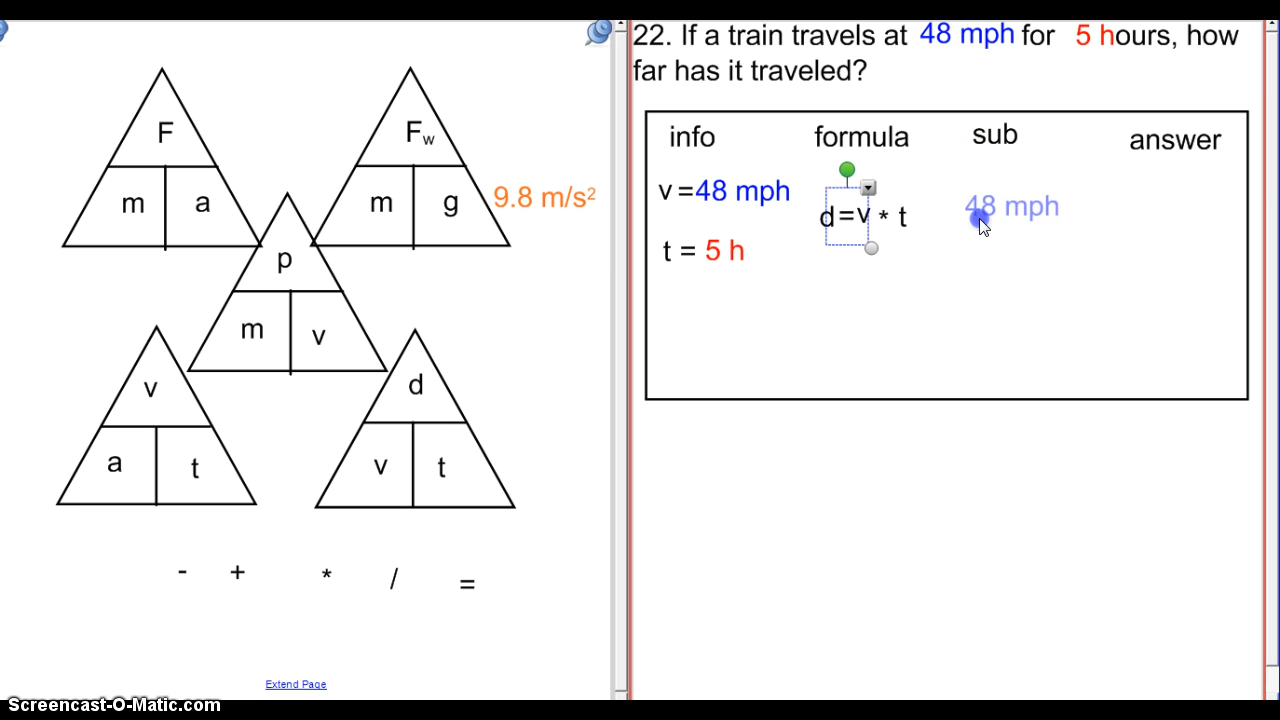 F
m a
Fw
m g 9.8 m/s²
p
m v
v
a t
d
v t
- + * / =
Extend Page
22. If a train travels at 48 mph for 5 hours, how
far has it traveled?
info formula sub answer
v =48 mph d=v * t 48 mph
t = 5 h
Screencast-O-Matic.com